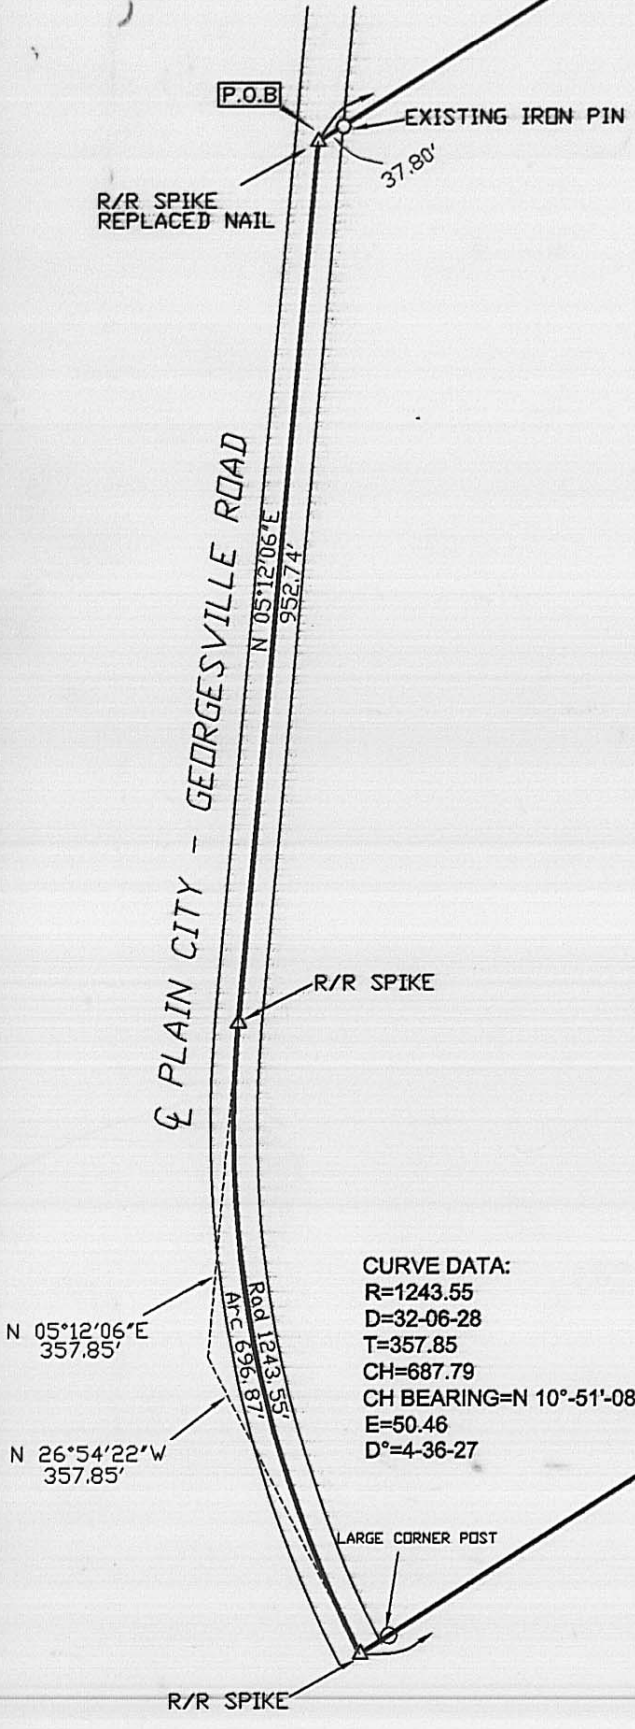 P.O.B
EXISTING IRON PIN
37.80'
R/R SPIKE
REPLACED NAIL
℄ PLAIN CITY - GEORGESVILLE ROAD
N 05°12'06"E
952.74'
R/R SPIKE
N 05°12'06"E
357.85'
Rad 1243.55'
Arc 696.87'
CURVE DATA:
R=1243.55
D=32-06-28
T=357.85
CH=687.79
CH BEARING=N 10°-51'-08
E=50.46
D°=4-36-27
N 26°54'22"W
357.85'
LARGE CORNER POST
R/R SPIKE